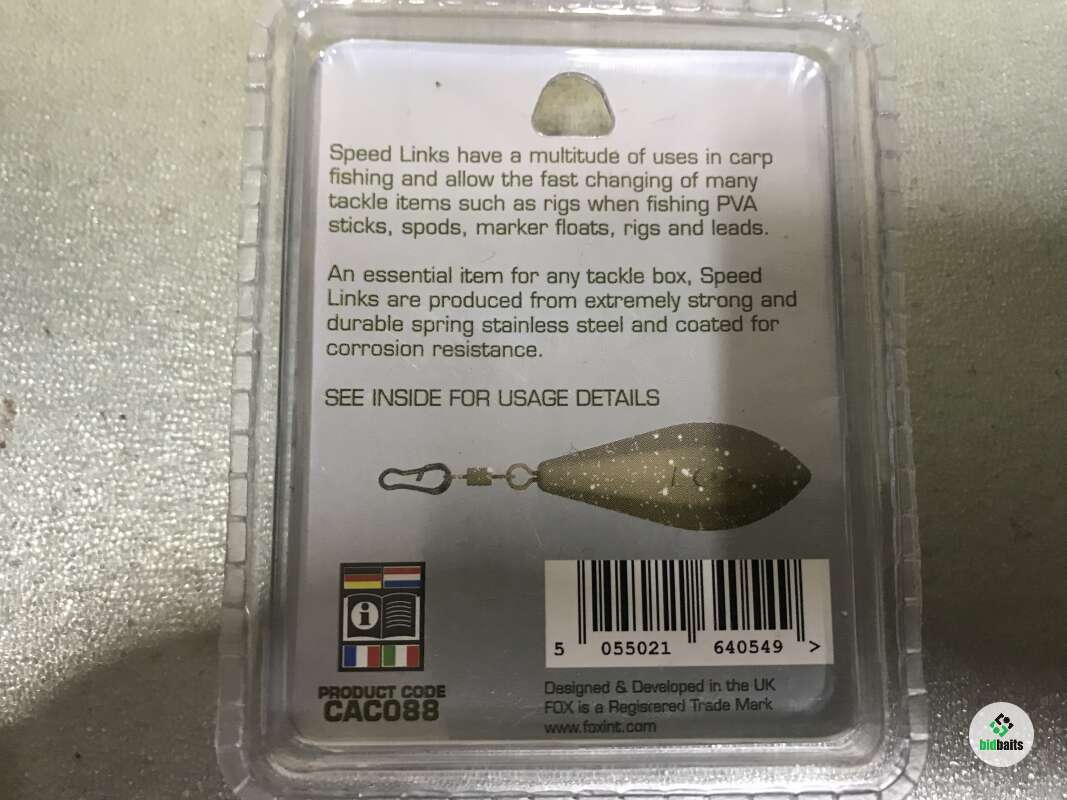 Speed Links have a multitude of uses in carp
fishing and allow the fast changing of many
tackle items such as rigs when fishing PVA
sticks, spods, marker floats, rigs and leads.
An essential item for any tackle box, Speed
Links are produced from extremely strong and
durable spring stainless steel and coated for
corrosion resistance.
SEE INSIDE FOR USAGE DETAILS
i
PRODUCT CODE
CAC088
5 055021 640549 >
Designed & Developed in the UK
FOX is a Registered Trade Mark
www.foxint.com
bidbaits